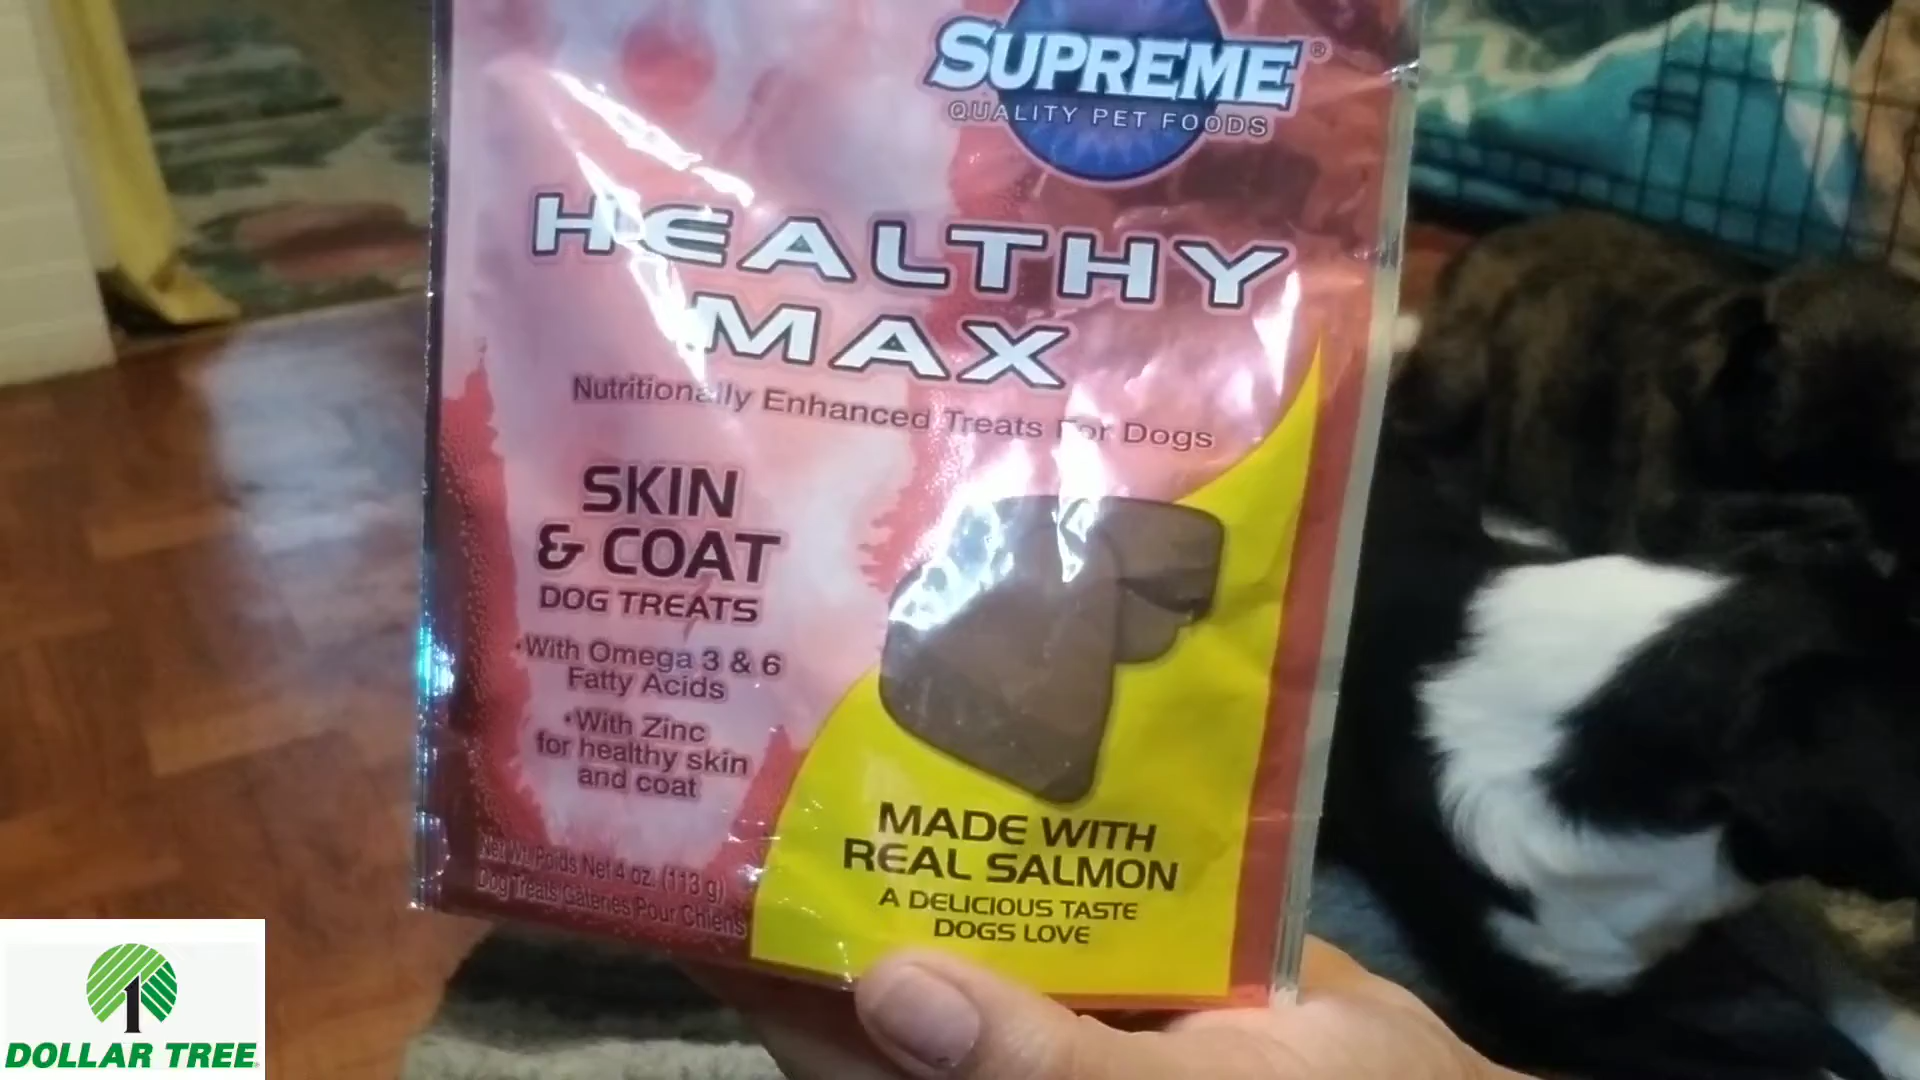 SUPREME®
QUALITY PET FOODS
HEALTHY
MAX
Nutritionally Enhanced Treats For Dogs
SKIN
& COAT
DOG TREATS
•With Omega 3 & 6
Fatty Acids
•With Zinc
for healthy skin
and coat
Net Wt. Poids Net 4 oz. (113 g)
Dog Treats Gâteries Pour Chiens
MADE WITH
REAL SALMON
A DELICIOUS TASTE
DOGS LOVE
1
DOLLAR TREE